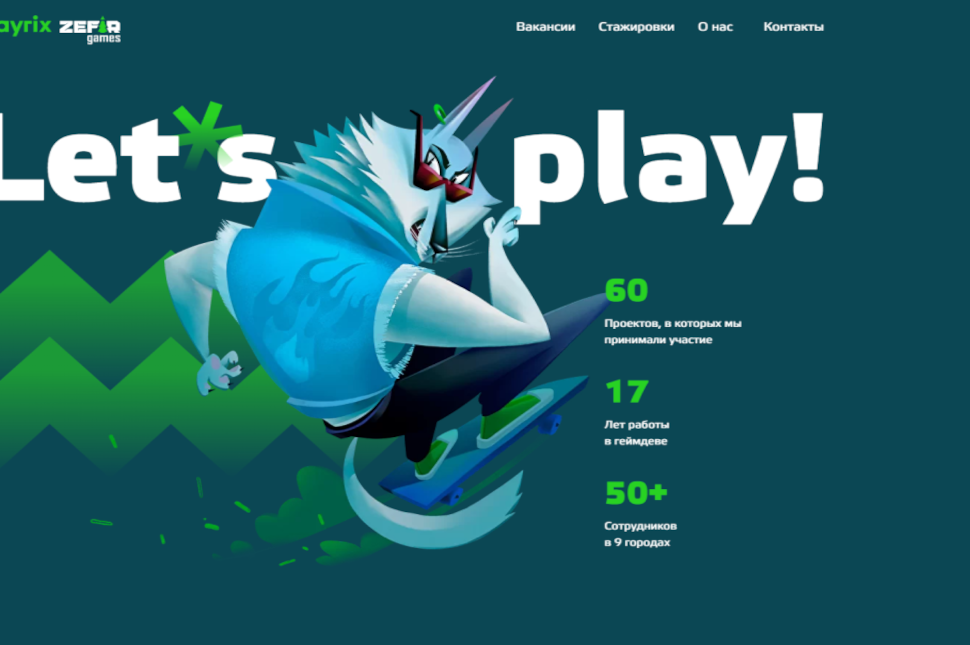 ayrix ZEFIR games
Вакансии Стажировки О нас Контакты
Let*s play!
60
Проектов, в которых мы
принимали участие
17
Лет работы
в геймдеве
50+
Сотрудников
в 9 городах